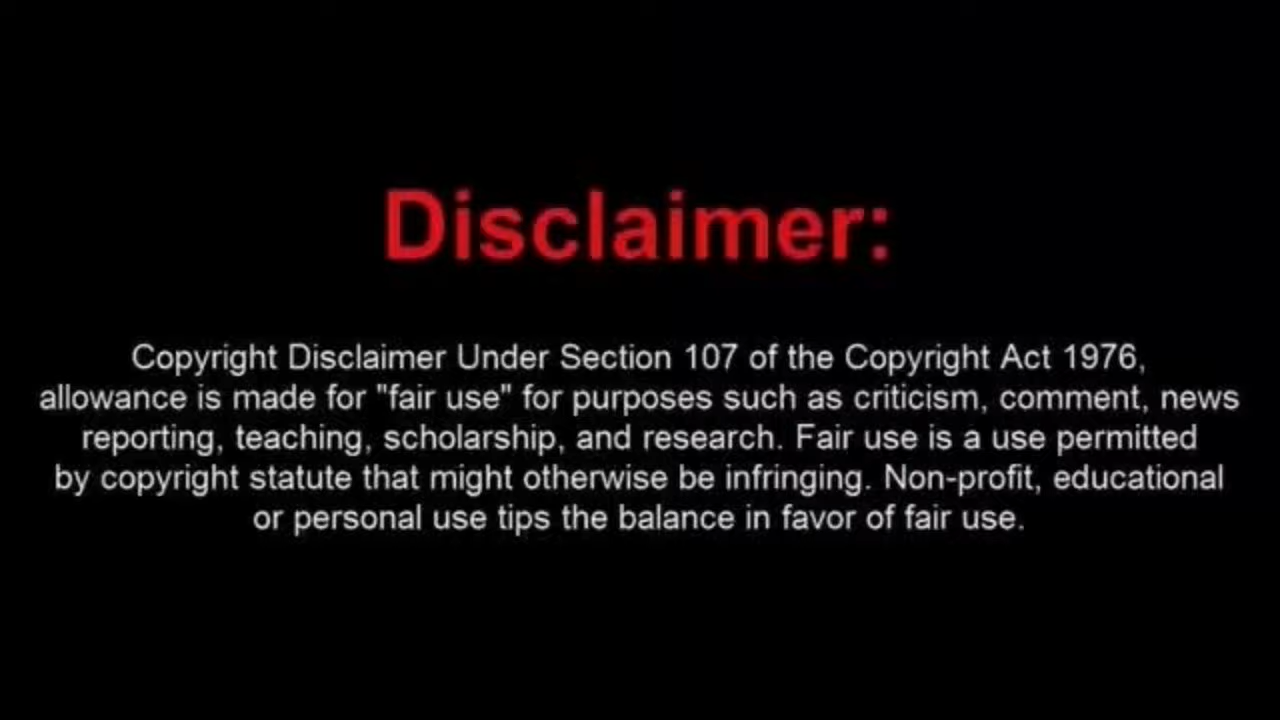 Disclaimer:
Copyright Disclaimer Under Section 107 of the Copyright Act 1976,
allowance is made for "fair use" for purposes such as criticism, comment, news
reporting, teaching, scholarship, and research. Fair use is a use permitted
by copyright statute that might otherwise be infringing. Non-profit, educational
or personal use tips the balance in favor of fair use.